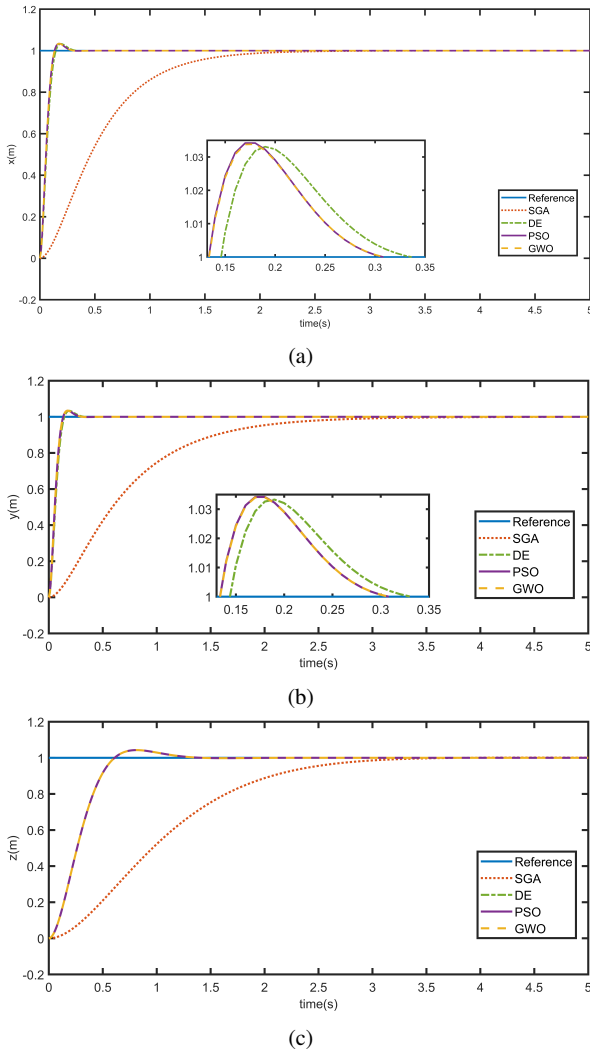 1.2
1
0.8
0.6
0.4
0.2
0
-0.2
x(m)
1.03
1.02
1.01
1
0.15 0.2 0.25 0.3 0.35
Reference
SGA
DE
PSO
GWO
0 0.5 1 1.5 2 2.5 3 3.5 4 4.5 5
time(s)
(a)
1.2
1
0.8
0.6
0.4
0.2
0
-0.2
y(m)
1.03
1.02
1.01
1
0.15 0.2 0.25 0.3 0.35
Reference
SGA
DE
PSO
GWO
0 0.5 1 1.5 2 2.5 3 3.5 4 4.5 5
time(s)
(b)
1.2
1
0.8
0.6
0.4
0.2
0
-0.2
z(m)
Reference
SGA
DE
PSO
GWO
0 0.5 1 1.5 2 2.5 3 3.5 4 4.5 5
time(s)
(c)